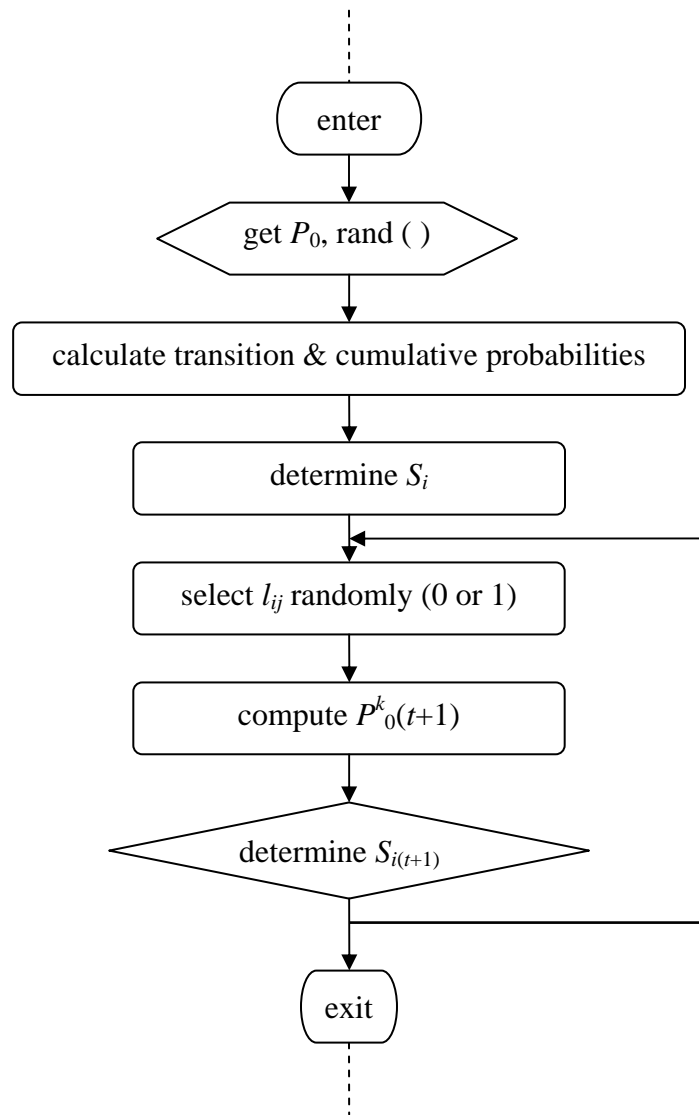 enter
get P₀, rand ( )
calculate transition & cumulative probabilities
determine Sᵢ
select lᵢⱼ randomly (0 or 1)
compute Pᵏ₀(t+1)
determine Sᵢ₍ₜ₊₁₎
exit